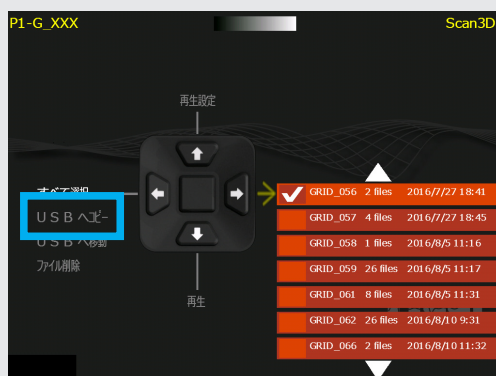 P1-G_XXX
Scan3D
再生設定
すべて選択
ＵＳＢへコピー
ＵＳＢへ移動
ファイル削除
再生
GRID_056 2 files 2016/7/27 18:41
GRID_057 4 files 2016/7/27 18:45
GRID_058 1 files 2016/8/5 11:16
GRID_059 26 files 2016/8/5 11:17
GRID_061 8 files 2016/8/5 11:31
GRID_062 26 files 2016/8/10 9:31
GRID_066 2 files 2016/8/10 11:32